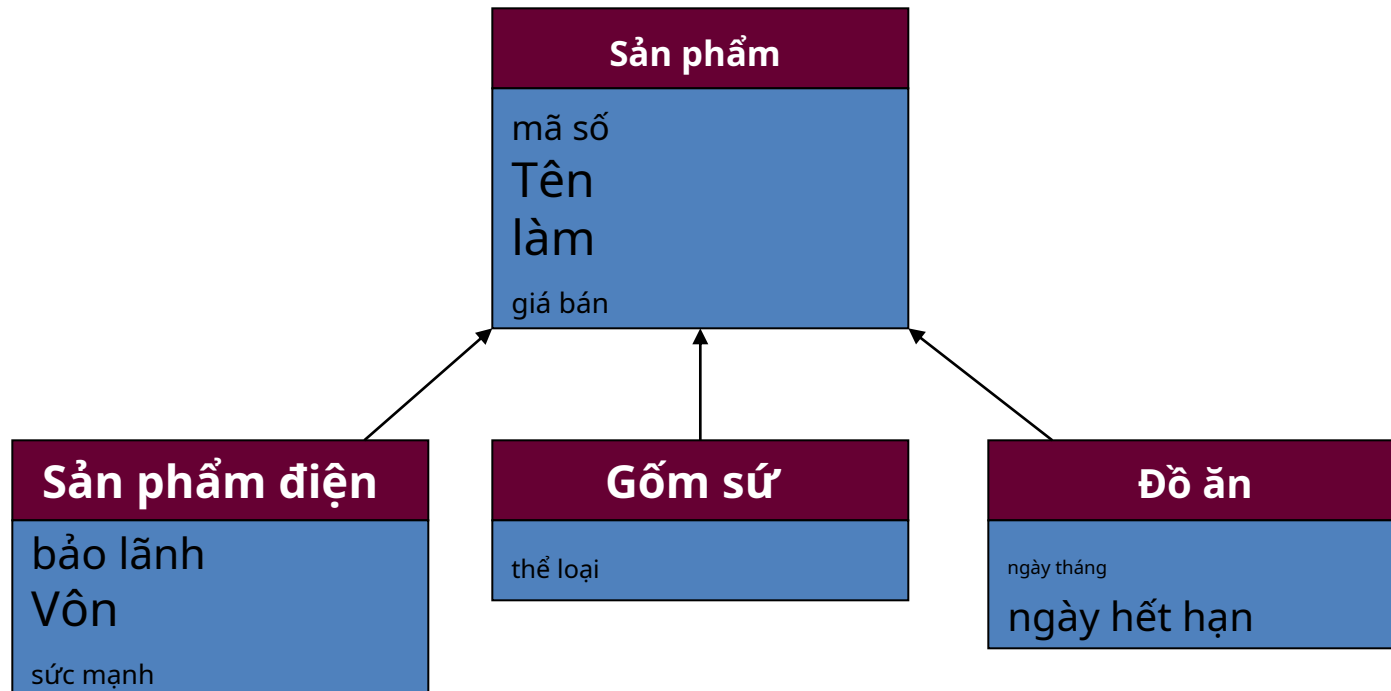 Sản phẩm
mã số
Tên
làm
giá bán
Sản phẩm điện
bảo lãnh
Vôn
sức mạnh
Gốm sứ
thể loại
Đồ ăn
ngày tháng
ngày hết hạn